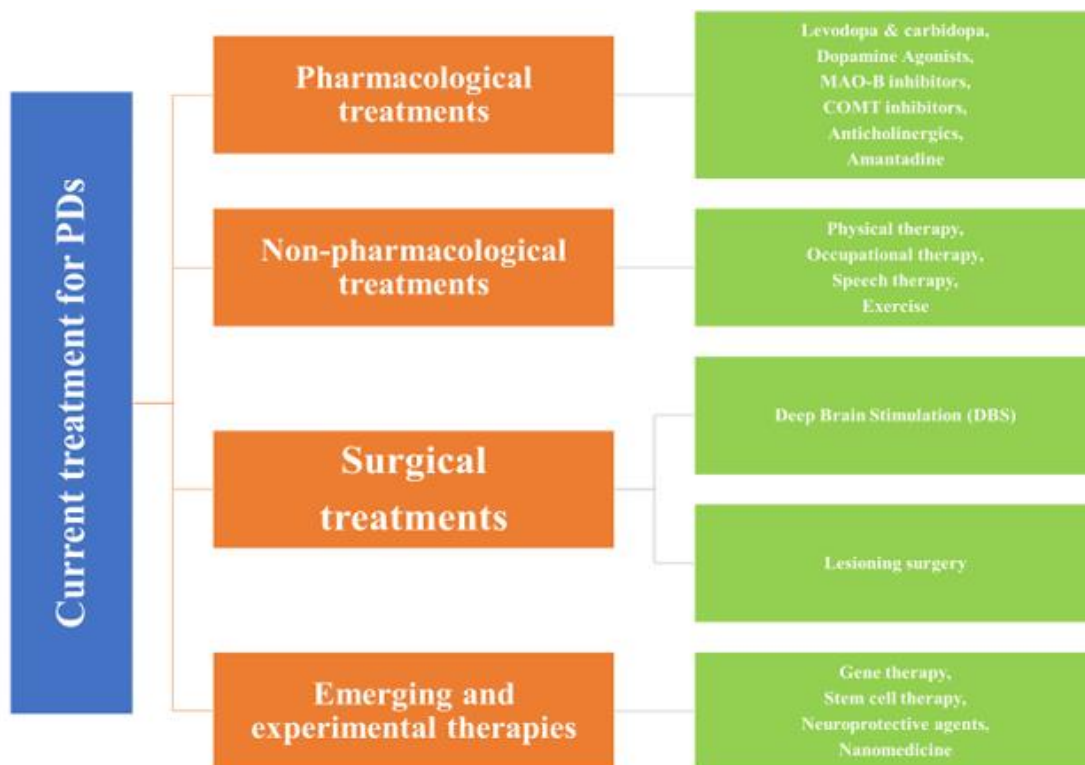 Current treatment for PDs
Pharmacological
treatments
Levodopa & carbidopa,
Dopamine Agonists,
MAO-B inhibitors,
COMT inhibitors,
Anticholinergics,
Amantadine
Non-pharmacological
treatments
Physical therapy,
Occupational therapy,
Speech therapy,
Exercise
Surgical
treatments
Deep Brain Stimulation (DBS)
Lesioning surgery
Emerging and
experimental therapies
Gene therapy,
Stem cell therapy,
Neuroprotective agents,
Nanomedicine